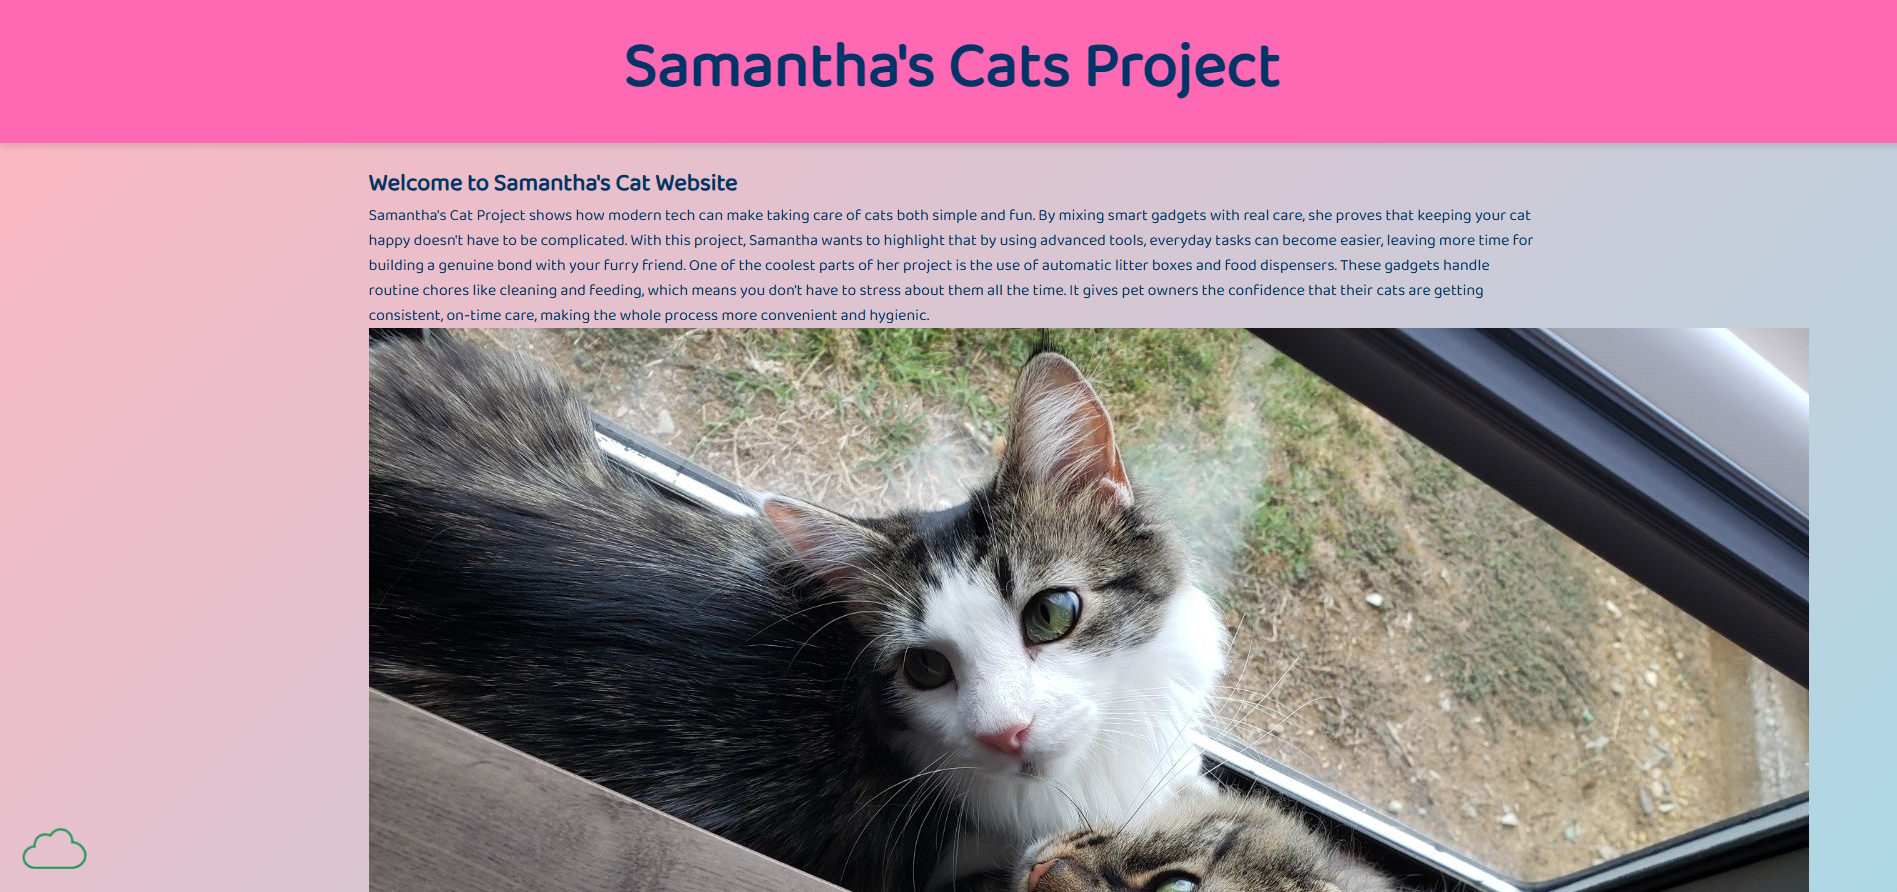 Samantha's Cats Project
Welcome to Samantha's Cat Website
Samantha's Cat Project shows how modern tech can make taking care of cats both simple and fun. By mixing smart gadgets with real care, she proves that keeping your cat
happy doesn't have to be complicated. With this project, Samantha wants to highlight that by using advanced tools, everyday tasks can become easier, leaving more time for
building a genuine bond with your furry friend. One of the coolest parts of her project is the use of automatic litter boxes and food dispensers. These gadgets handle
routine chores like cleaning and feeding, which means you don't have to stress about them all the time. It gives pet owners the confidence that their cats are getting
consistent, on-time care, making the whole process more convenient and hygienic.